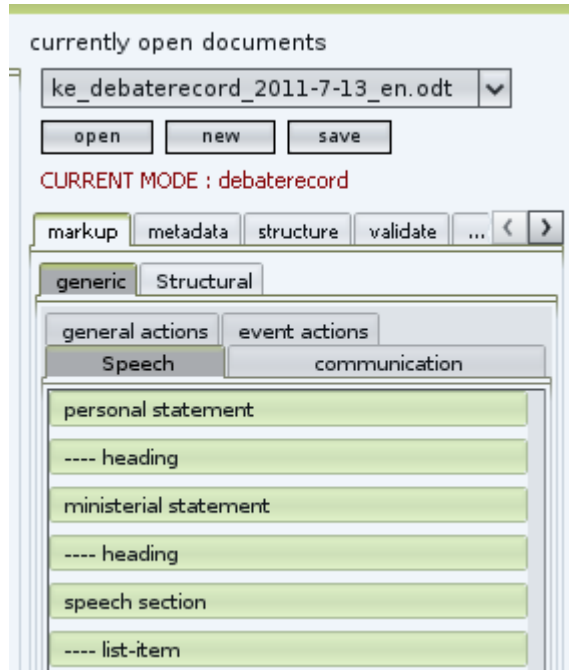 currently open documents
ke_debaterecord_2011-7-13_en.odt
open new save
CURRENT MODE : debaterecord
markup metadata structure validate ... < >
generic Structural
general actions event actions
Speech communication
personal statement
---- heading
ministerial statement
---- heading
speech section
---- list-item